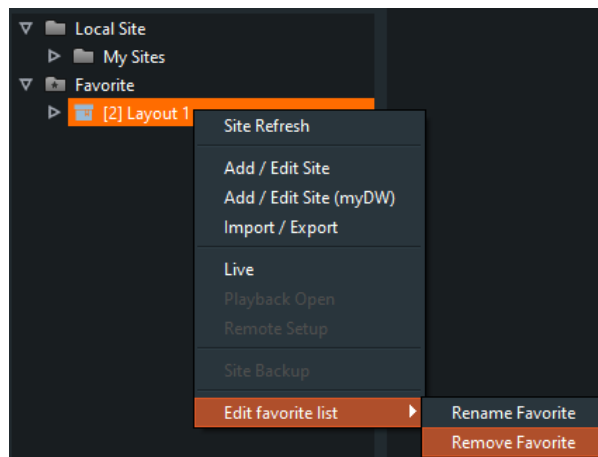 Local Site
My Sites
Favorite
[2] Layout 1
Site Refresh
Add / Edit Site
Add / Edit Site (myDW)
Import / Export
Live
Playback Open
Remote Setup
Site Backup
Edit favorite list
Rename Favorite
Remove Favorite